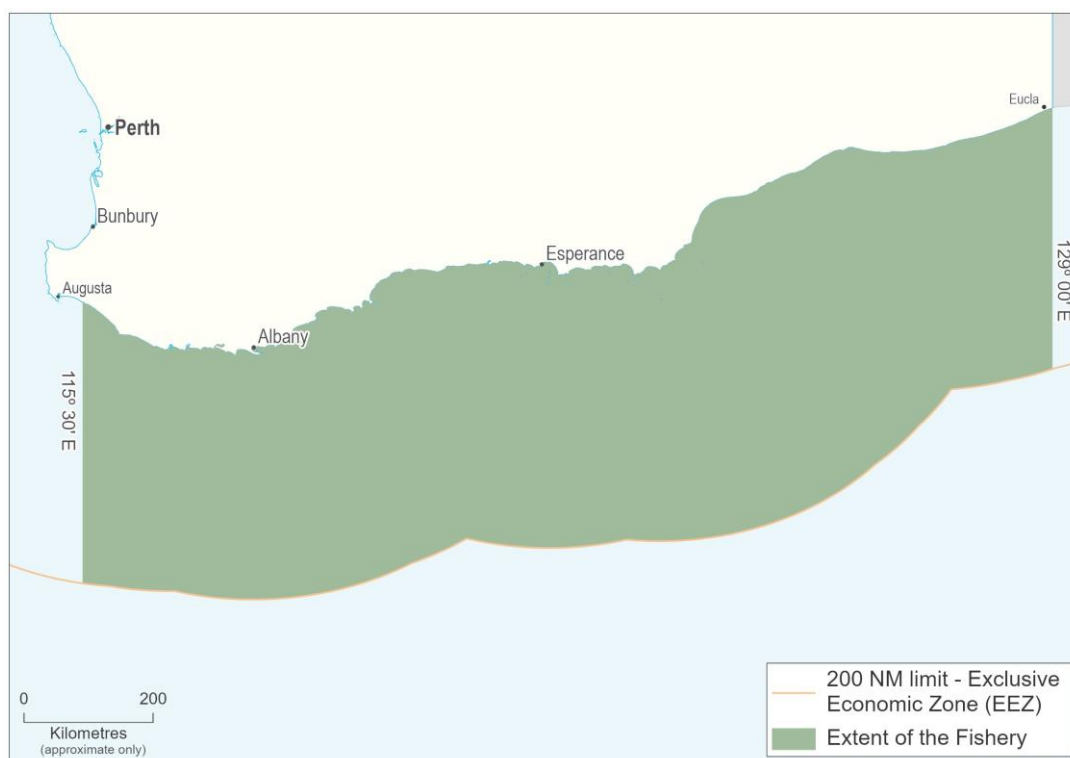 Eucla
Perth
Bunbury
Esperance
Augusta
Albany
115° 30' E
129° 00' E
0 200
Kilometres
(approximate only)
200 NM limit - Exclusive
Economic Zone (EEZ)
Extent of the Fishery